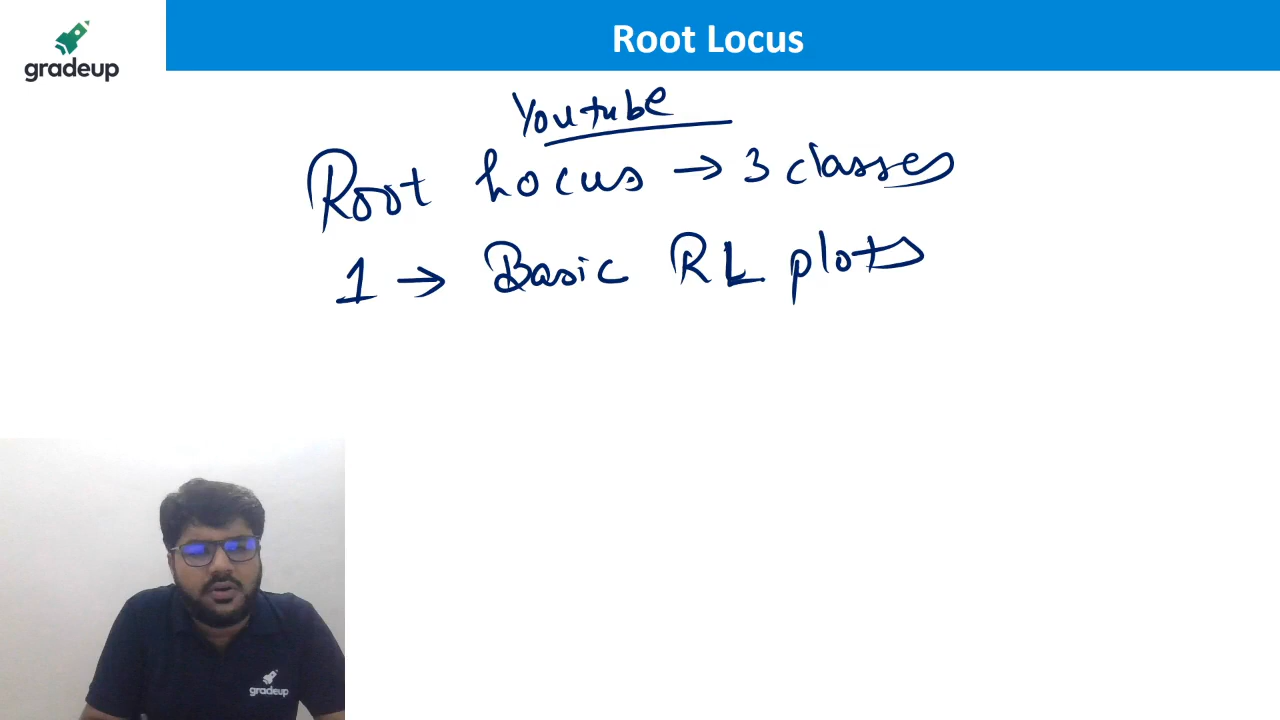 Root Locus
gradeup
Youtube
Root Locus → 3 classes
1 → Basic RL plots
gradeup